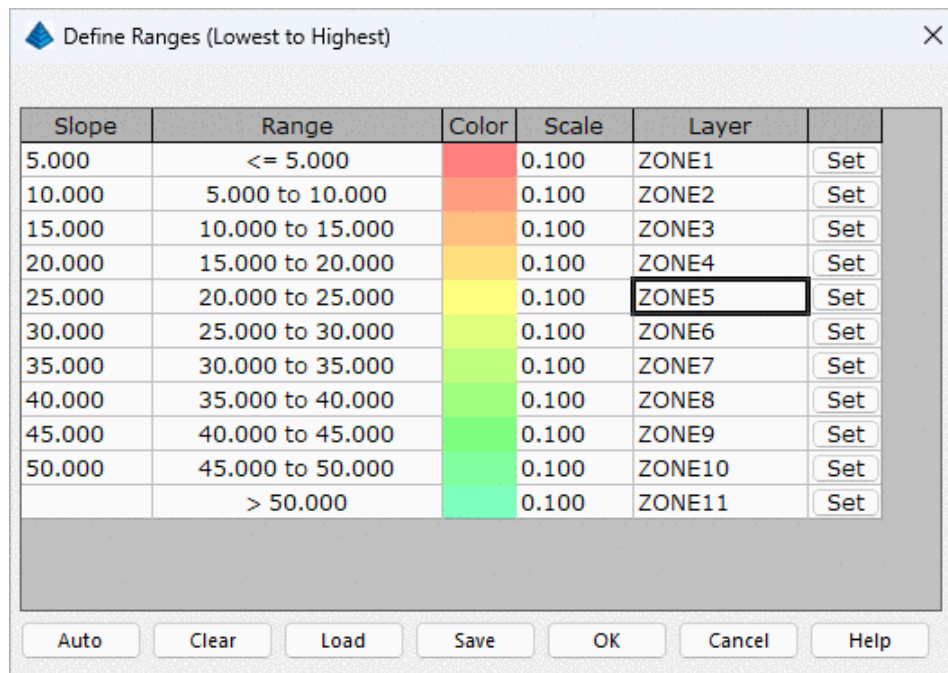 Define Ranges (Lowest to Highest)
Slope Range Color Scale Layer
5.000 <= 5.000 0.100 ZONE1 Set
10.000 5.000 to 10.000 0.100 ZONE2 Set
15.000 10.000 to 15.000 0.100 ZONE3 Set
20.000 15.000 to 20.000 0.100 ZONE4 Set
25.000 20.000 to 25.000 0.100 ZONE5 Set
30.000 25.000 to 30.000 0.100 ZONE6 Set
35.000 30.000 to 35.000 0.100 ZONE7 Set
40.000 35.000 to 40.000 0.100 ZONE8 Set
45.000 40.000 to 45.000 0.100 ZONE9 Set
50.000 45.000 to 50.000 0.100 ZONE10 Set
> 50.000 0.100 ZONE11 Set
Auto Clear Load Save OK Cancel Help